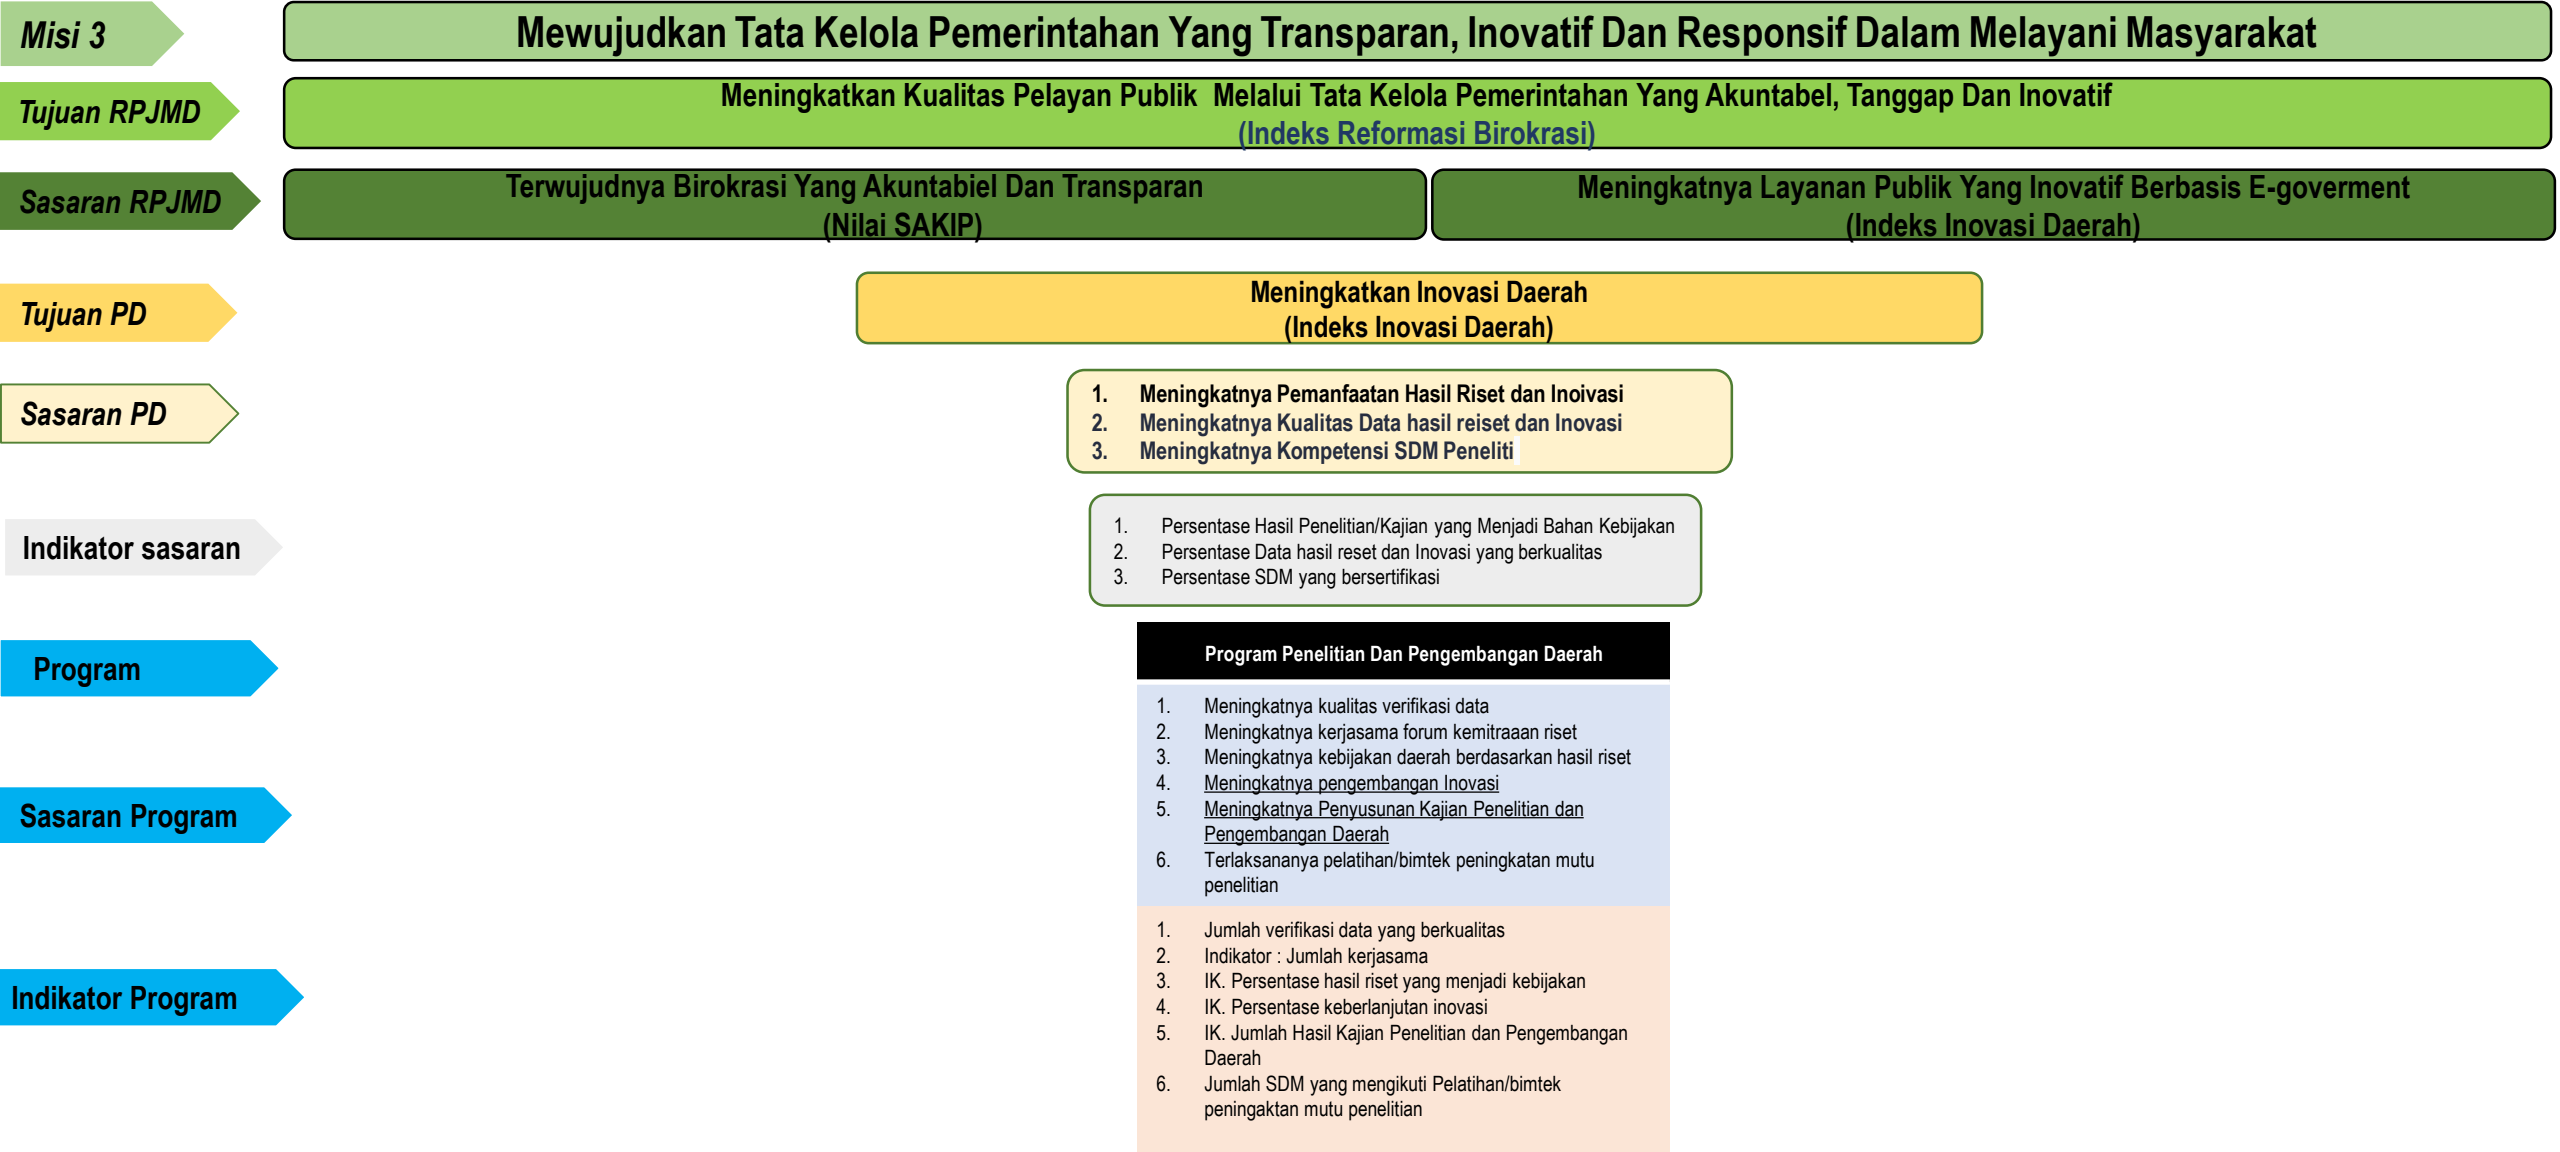 Misi 3
Mewujudkan Tata Kelola Pemerintahan Yang Transparan, Inovatif Dan Responsif Dalam Melayani Masyarakat
Tujuan RPJMD
Meningkatkan Kualitas Pelayan Publik Melalui Tata Kelola Pemerintahan Yang Akuntabel, Tanggap Dan Inovatif
(Indeks Reformasi Birokrasi)
Sasaran RPJMD
Terwujudnya Birokrasi Yang Akuntabiel Dan Transparan
(Nilai SAKIP)
Meningkatnya Layanan Publik Yang Inovatif Berbasis E-goverment
(Indeks Inovasi Daerah)
Tujuan PD
Meningkatkan Inovasi Daerah
(Indeks Inovasi Daerah)
Sasaran PD
1. Meningkatnya Pemanfaatan Hasil Riset dan Inoivasi
2. Meningkatnya Kualitas Data hasil reiset dan Inovasi
3. Meningkatnya Kompetensi SDM Peneliti
Indikator sasaran
1. Persentase Hasil Penelitian/Kajian yang Menjadi Bahan Kebijakan
2. Persentase Data hasil reset dan Inovasi yang berkualitas
3. Persentase SDM yang bersertifikasi
Program
Program Penelitian Dan Pengembangan Daerah
Sasaran Program
1. Meningkatnya kualitas verifikasi data
2. Meningkatnya kerjasama forum kemitraaan riset
3. Meningkatnya kebijakan daerah berdasarkan hasil riset
4. Meningkatnya pengembangan Inovasi
5. Meningkatnya Penyusunan Kajian Penelitian dan
Pengembangan Daerah
6. Terlaksananya pelatihan/bimtek peningkatan mutu
penelitian
Indikator Program
1. Jumlah verifikasi data yang berkualitas
2. Indikator : Jumlah kerjasama
3. IK. Persentase hasil riset yang menjadi kebijakan
4. IK. Persentase keberlanjutan inovasi
5. IK. Jumlah Hasil Kajian Penelitian dan Pengembangan
Daerah
6. Jumlah SDM yang mengikuti Pelatihan/bimtek
peningaktan mutu penelitian